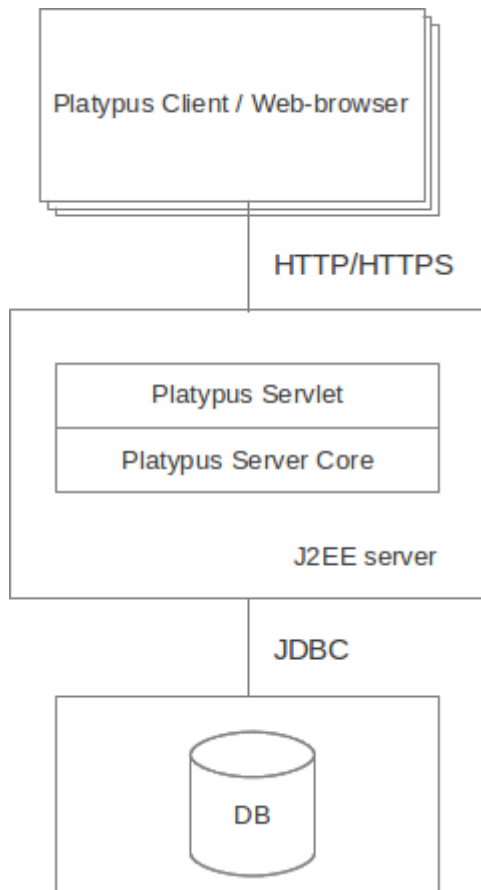 Platypus Client / Web-browser
HTTP/HTTPS
Platypus Servlet
Platypus Server Core
J2EE server
JDBC
DB